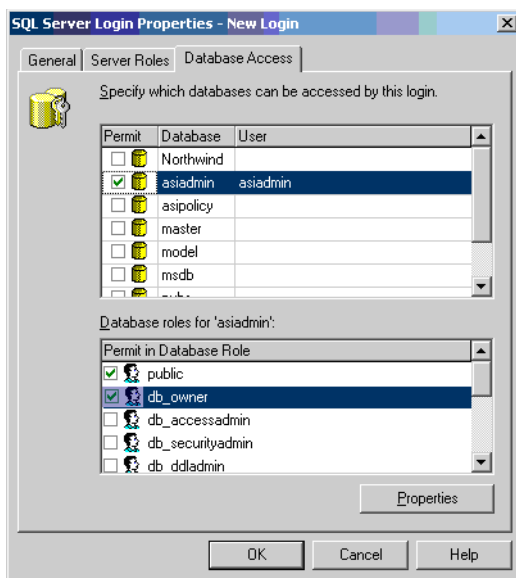 SQL Server Login Properties - New Login
General Server Roles Database Access
Specify which databases can be accessed by this login.
Permit Database User
Northwind
asiadmin asiadmin
asipolicy
master
model
msdb
Database roles for 'asiadmin':
Permit in Database Role
public
db_owner
db_accessadmin
db_securityadmin
db_ddladmin
Properties
OK Cancel Help